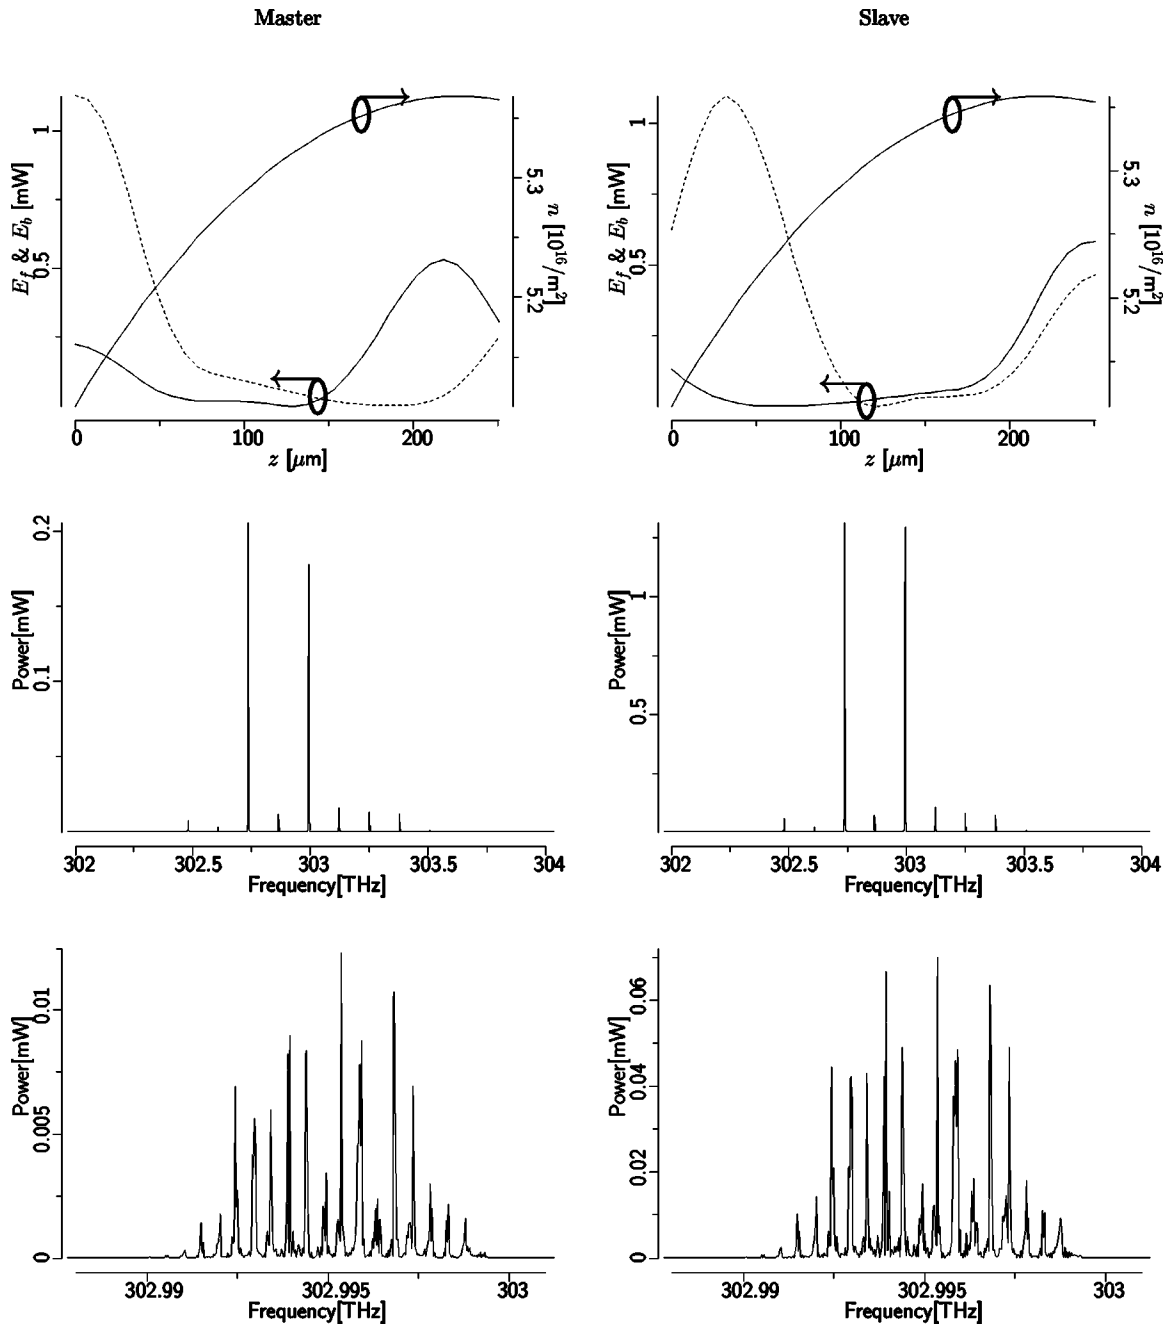 Master
Slave
E_f & E_b [mW]
1
0.5
5.3
5.2
n [10^16/m^2]
0
100
200
z [μm]
E_f & E_b [mW]
1
0.5
5.3
5.2
n [10^16/m^2]
0
100
200
z [μm]
Power[mW]
0.2
0.1
302
302.5
303
303.5
304
Frequency[THz]
Power[mW]
1
0.5
302
302.5
303
303.5
304
Frequency[THz]
Power[mW]
0.01
0.005
0
302.99
302.995
303
Frequency[THz]
Power[mW]
0.06
0.04
0.02
0
302.99
302.995
303
Frequency[THz]